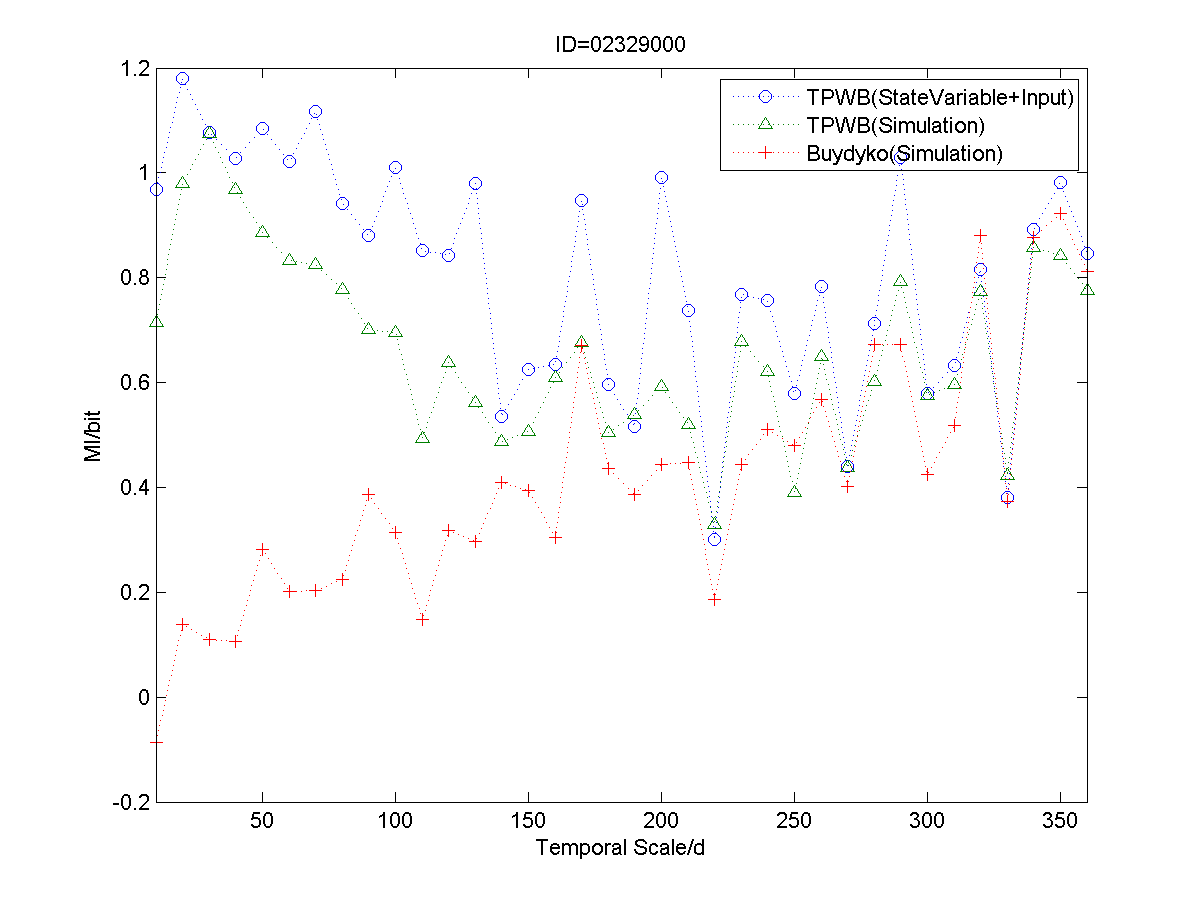 ID=02329000
1.2
1
0.8
0.6
0.4
0.2
0
-0.2
MI/bit
TPWB(StateVariable+Input)
TPWB(Simulation)
Buydyko(Simulation)
50 100 150 200 250 300 350
Temporal Scale/d